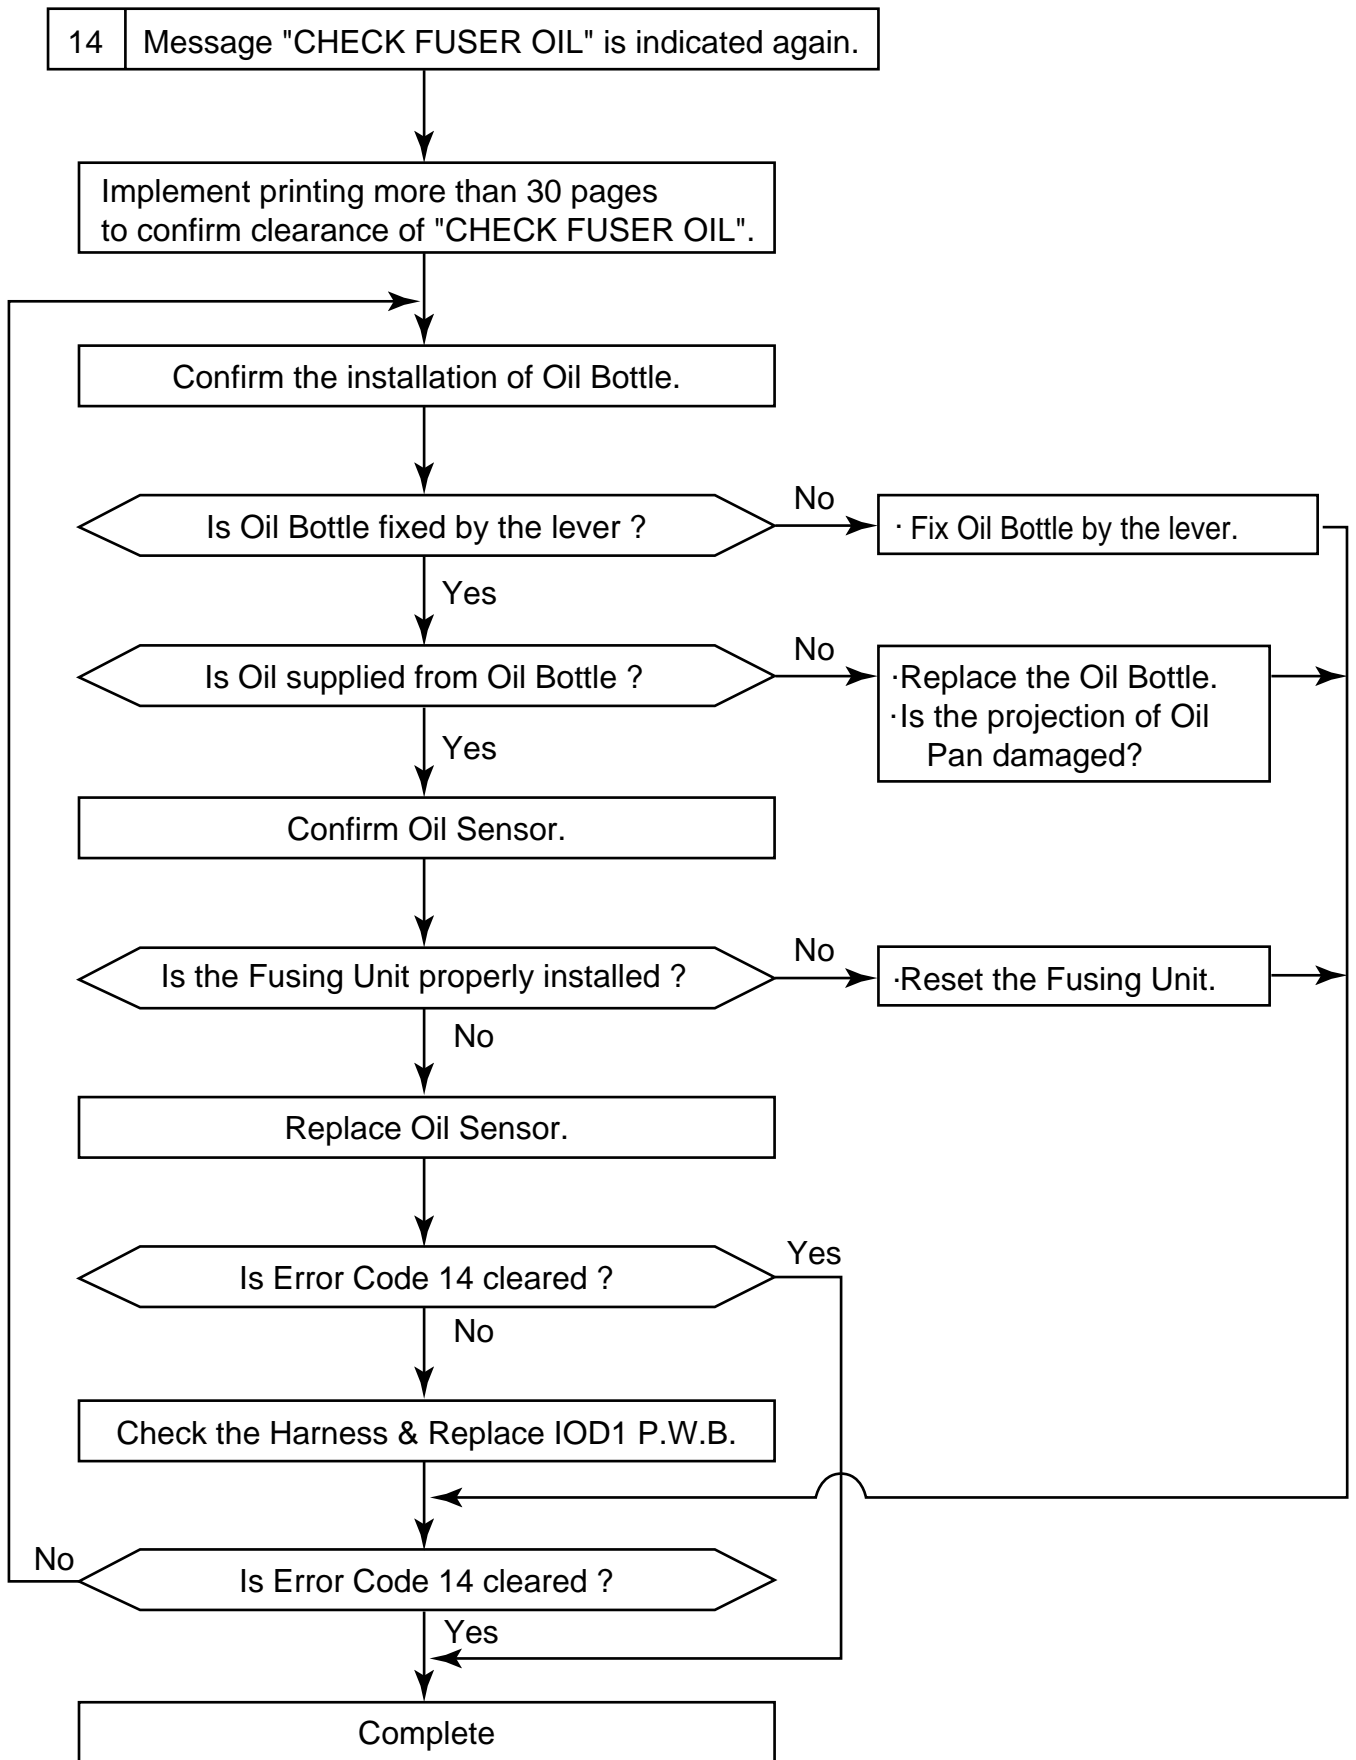 14 Message "CHECK FUSER OIL" is indicated again.
Implement printing more than 30 pages
to confirm clearance of "CHECK FUSER OIL".
Confirm the installation of Oil Bottle.
Is Oil Bottle fixed by the lever ?
No
· Fix Oil Bottle by the lever.
Yes
Is Oil supplied from Oil Bottle ?
No
·Replace the Oil Bottle.
·Is the projection of Oil
Pan damaged?
Yes
Confirm Oil Sensor.
Is the Fusing Unit properly installed ?
No
·Reset the Fusing Unit.
No
Replace Oil Sensor.
Is Error Code 14 cleared ?
Yes
No
Check the Harness & Replace IOD1 P.W.B.
No
Is Error Code 14 cleared ?
Yes
Complete